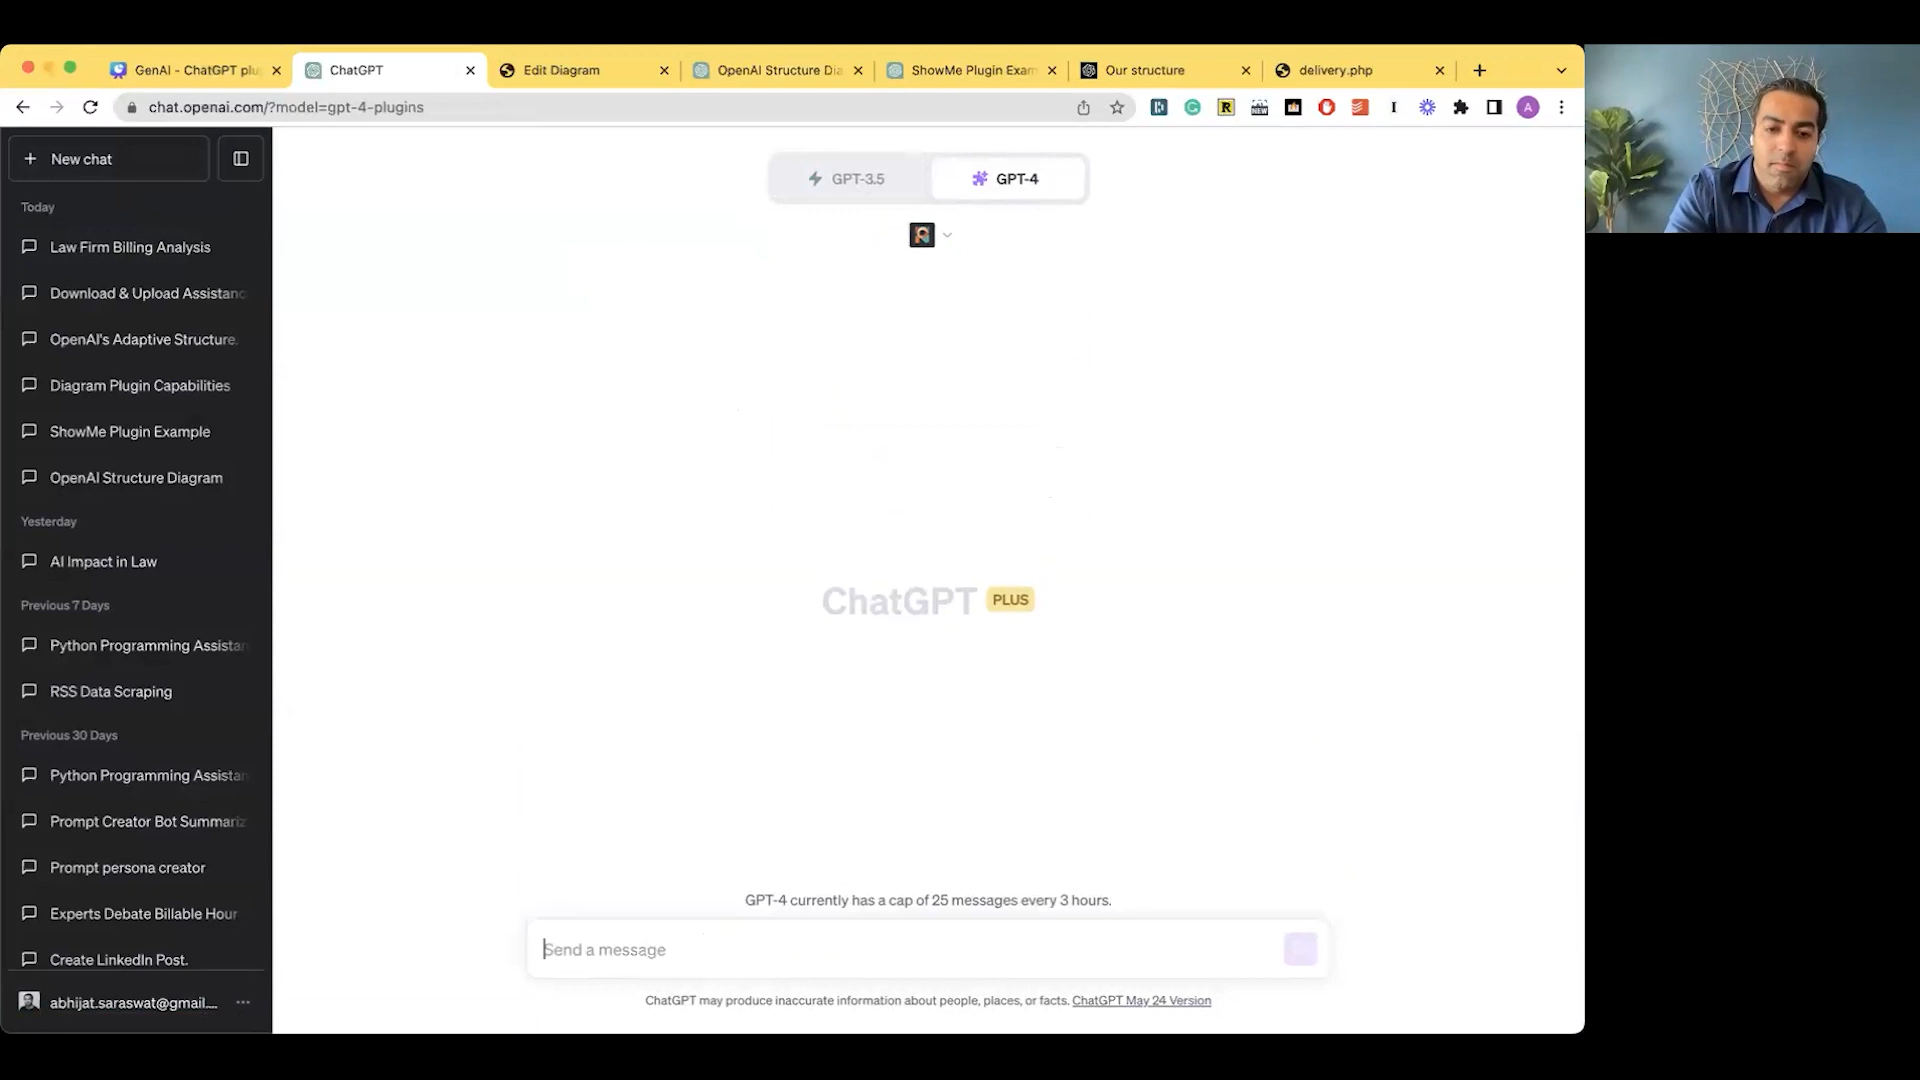 GenAI - ChatGPT plu
ChatGPT
Edit Diagram
OpenAI Structure Dia
ShowMe Plugin Exam
Our structure
delivery.php
chat.openai.com/?model=gpt-4-plugins
A
New chat
GPT-3.5
GPT-4
Today
Law Firm Billing Analysis
Download & Upload Assistanc
OpenAI's Adaptive Structure.
Diagram Plugin Capabilities
ShowMe Plugin Example
OpenAI Structure Diagram
Yesterday
AI Impact in Law
ChatGPT PLUS
Previous 7 Days
Python Programming Assistan
RSS Data Scraping
Previous 30 Days
Python Programming Assistan
Prompt Creator Bot Summariz
Prompt persona creator
Experts Debate Billable Hour
Create LinkedIn Post.
abhijat.saraswat@gmail....
GPT-4 currently has a cap of 25 messages every 3 hours.
Send a message
ChatGPT may produce inaccurate information about people, places, or facts. ChatGPT May 24 Version